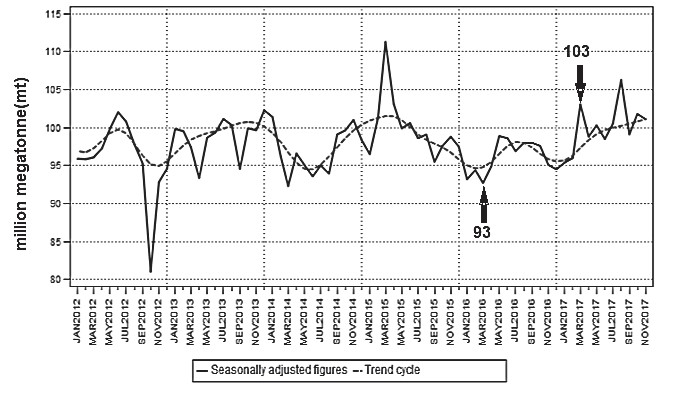 115
110
105
100
95
90
85
80
million megatonne(mt)
103
93
JAN2012
MAR2012
MAY2012
JUL2012
SEP2012
NOV2012
JAN2013
MAR2013
MAY2013
JUL2013
SEP2013
NOV2013
JAN2014
MAR2014
MAY2014
JUL2014
SEP2014
NOV2014
JAN2015
MAR2015
MAY2015
JUL2015
SEP2015
NOV2015
JAN2016
MAR2016
MAY2016
JUL2016
SEP2016
NOV2016
JAN2017
MAR2017
MAY2017
JUL2017
SEP2017
NOV2017
Seasonally adjusted figures Trend cycle